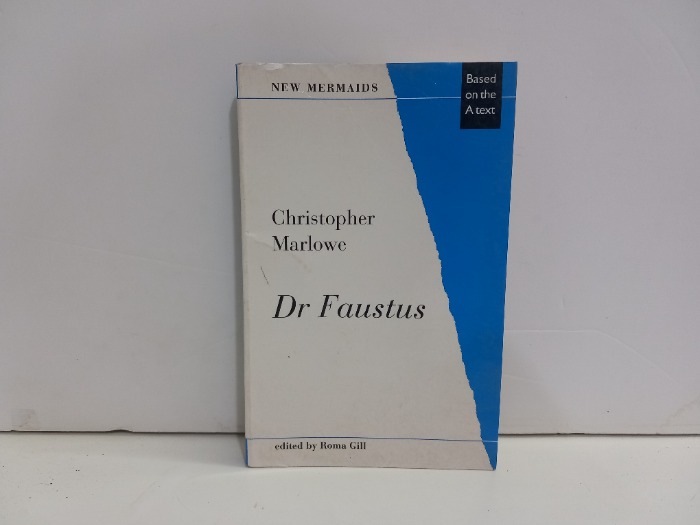 NEW MERMAIDS
Based
on the
A text
Christopher
Marlowe
Dr Faustus
edited by Roma Gill